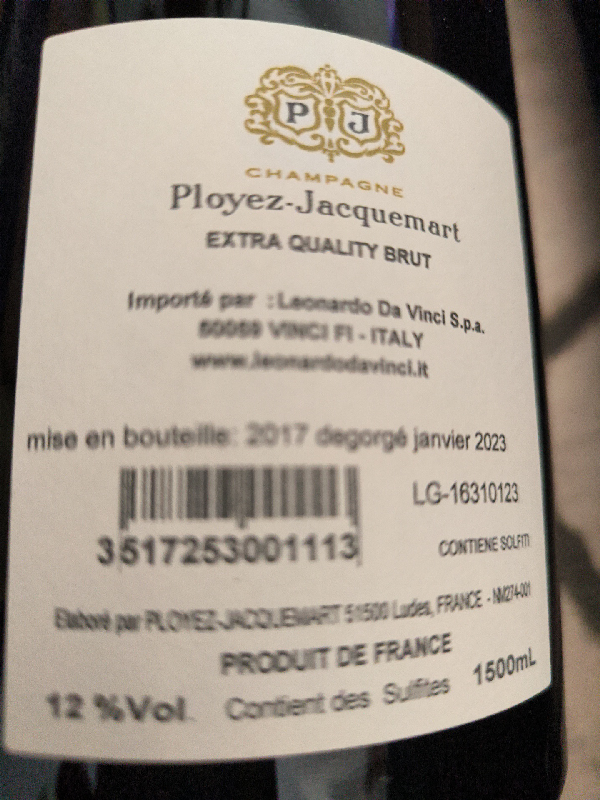 P J
CHAMPAGNE
Ployez-Jacquemart
EXTRA QUALITY BRUT
Importé par : Leonardo Da Vinci S.p.a.
50059 VINCI FI - ITALY
www.leonardodavinci.it
mise en bouteille: 2017 degorgé janvier 2023
LG-16310123
3517253001113
CONTIENE SOLFITI
Elaboré par PLOYEZ-JACQUEMART 51500 Ludes, FRANCE - NM274-001
PRODUIT DE FRANCE
12 %Vol. Contient des Sulfites 1500mL